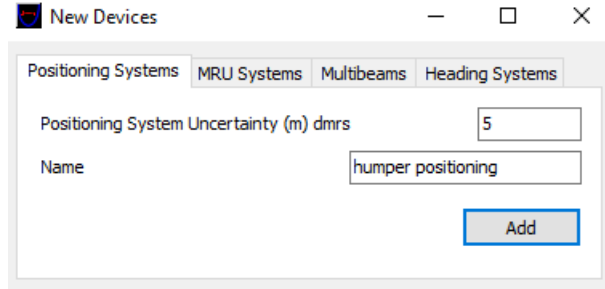 New Devices
Positioning Systems MRU Systems Multibeams Heading Systems
Positioning System Uncertainty (m) dmrs 5
Name humper positioning
Add